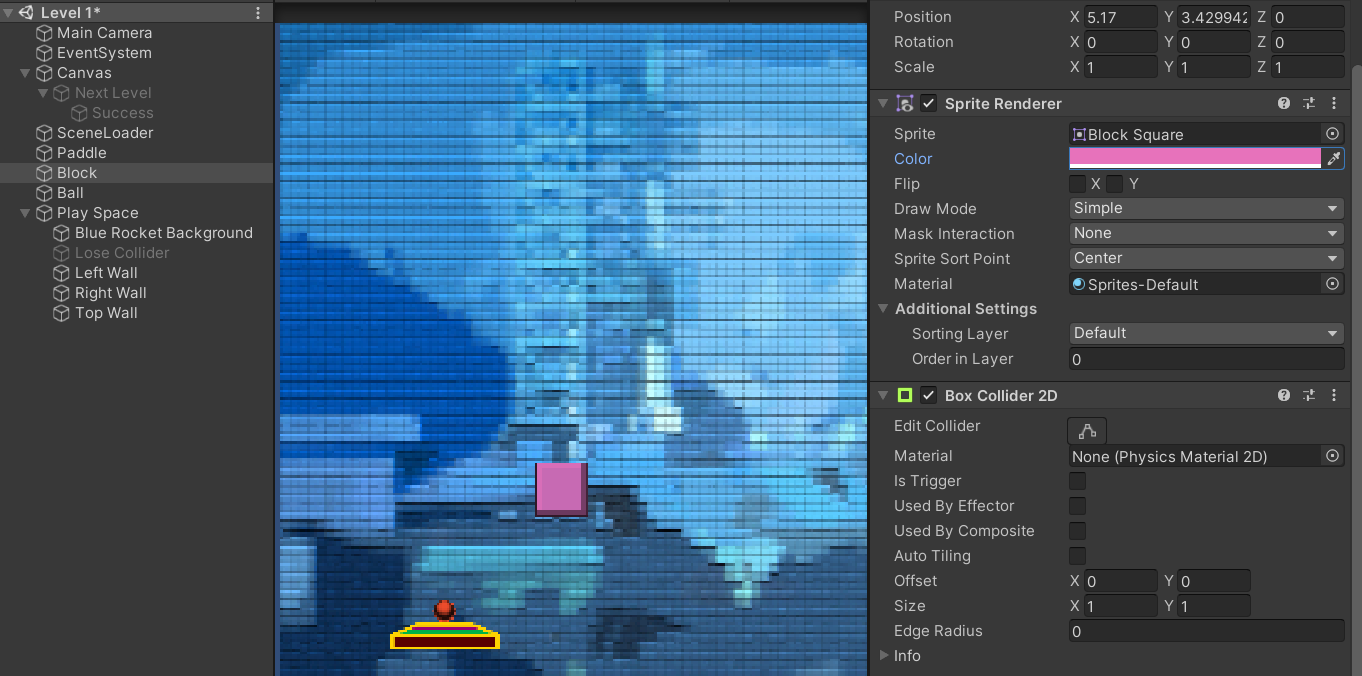 Level 1*
Main Camera
EventSystem
Canvas
Next Level
Success
SceneLoader
Paddle
Block
Ball
Play Space
Blue Rocket Background
Lose Collider
Left Wall
Right Wall
Top Wall
Position X 5.17 Y 3.429942 Z 0
Rotation X 0 Y 0 Z 0
Scale X 1 Y 1 Z 1
Sprite Renderer
Sprite Block Square
Color
Flip X Y
Draw Mode Simple
Mask Interaction None
Sprite Sort Point Center
Material Sprites-Default
Additional Settings
Sorting Layer Default
Order in Layer 0
Box Collider 2D
Edit Collider
Material None (Physics Material 2D)
Is Trigger
Used By Effector
Used By Composite
Auto Tiling
Offset X 0 Y 0
Size X 1 Y 1
Edge Radius 0
Info